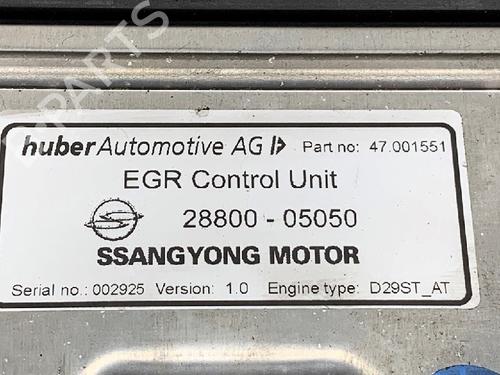 huberAutomotive AG Part no: 47.001551
EGR Control Unit
28800 - 05050
SSANGYONG MOTOR
Serial no.: 002925 Version: 1.0 Engine type: D29ST_AT
PARTS